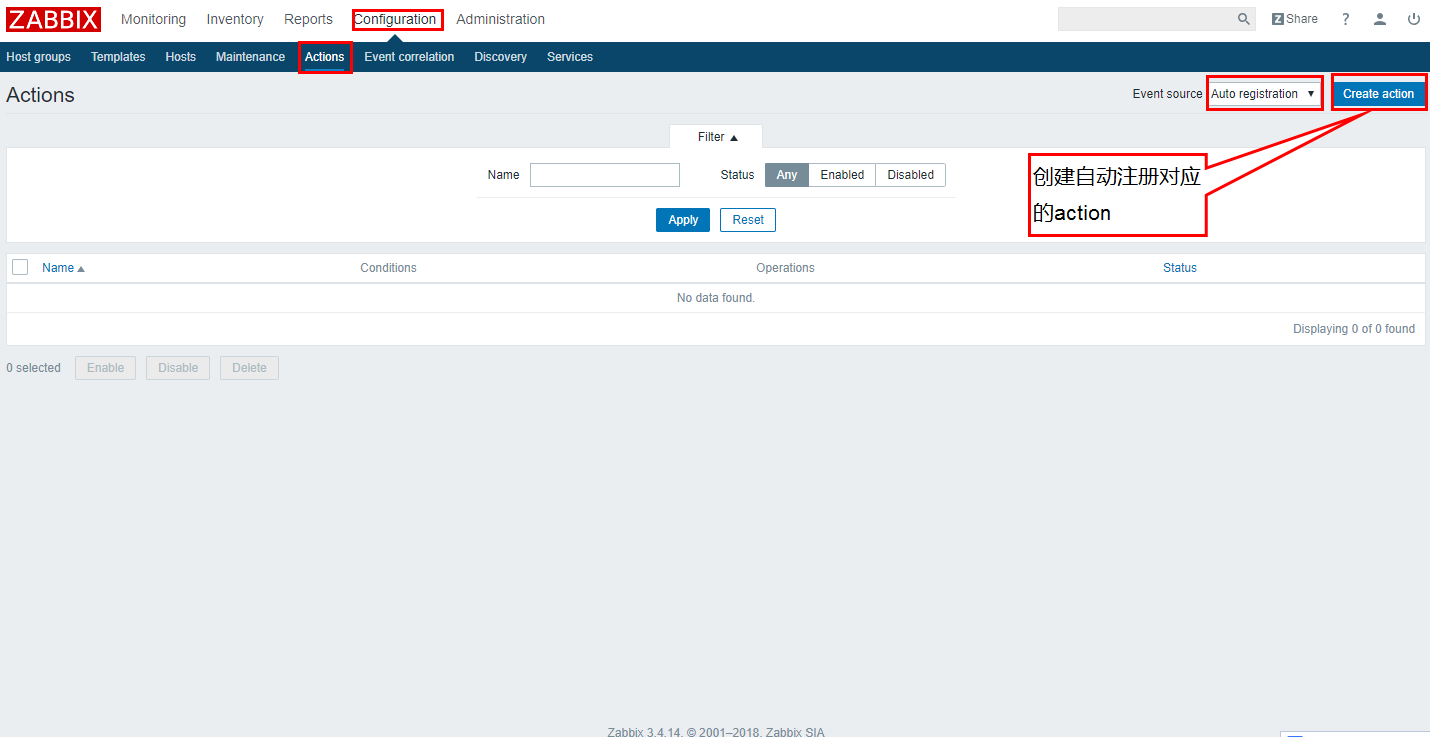 ZABBIX Monitoring Inventory Reports Configuration Administration Z Share ?
Host groups Templates Hosts Maintenance Actions Event correlation Discovery Services
Actions Event source Auto registration ▼ Create action
Filter ▲
Name Status Any Enabled Disabled
创建自动注册对应
的action
Apply Reset
Name ▲ Conditions Operations Status
No data found.
Displaying 0 of 0 found
0 selected Enable Disable Delete
Zabbix 3.4.14. © 2001–2018, Zabbix SIA